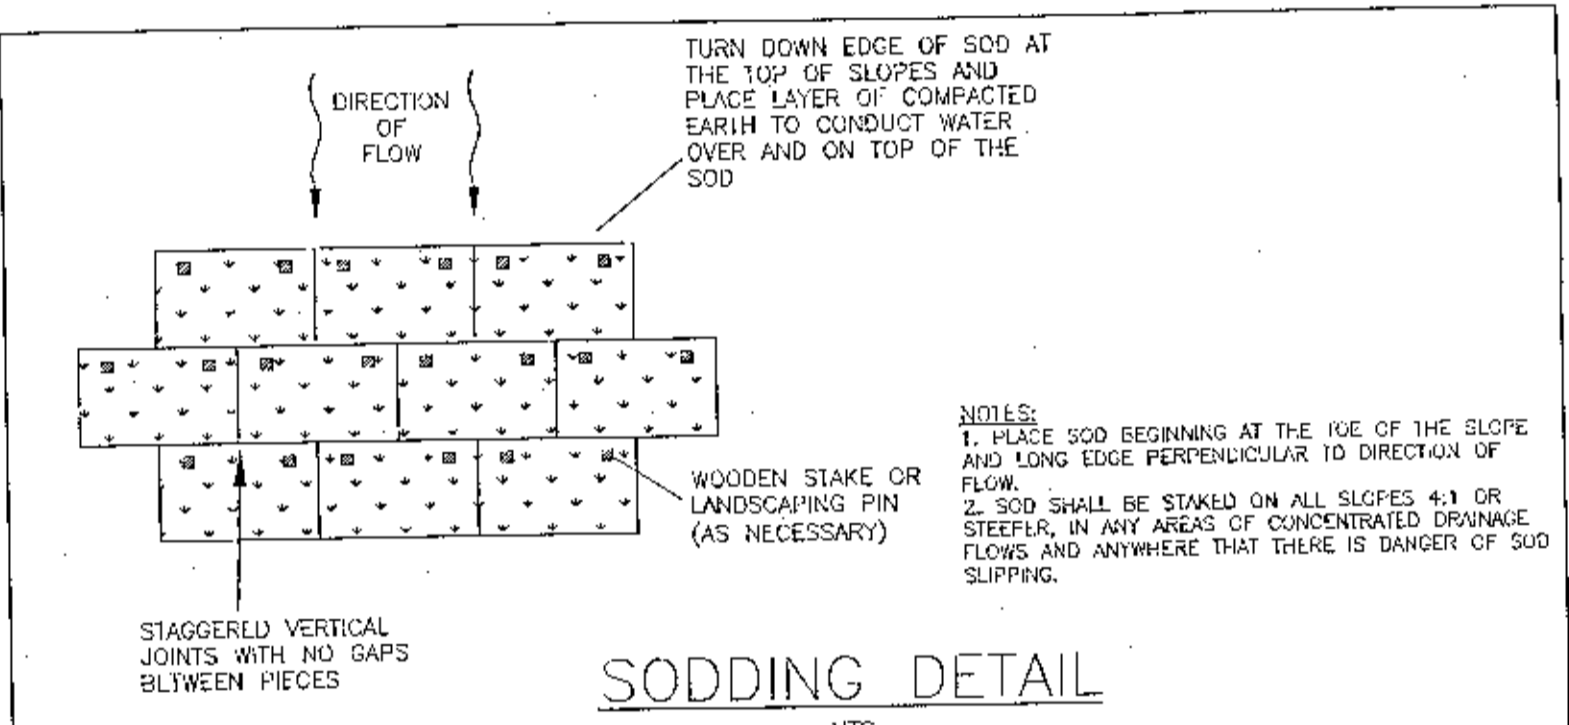 TURN DOWN EDGE OF SOD AT
THE TOP OF SLOPES AND
PLACE LAYER OF COMPACTED
EARTH TO CONDUCT WATER
OVER AND ON TOP OF THE
SOD
DIRECTION
OF
FLOW
WOODEN STAKE OR
LANDSCAPING PIN
(AS NECESSARY)
NOTES:
1. PLACE SOD BEGINNING AT THE TOE OF THE SLOPE
AND LONG EDGE PERPENDICULAR TO DIRECTION OF
FLOW.
2. SOD SHALL BE STAKED ON ALL SLOPES 4:1 OR
STEEPER, IN ANY AREAS OF CONCENTRATED DRAINAGE
FLOWS AND ANYWHERE THAT THERE IS DANGER OF SOD
SLIPPING.
STAGGERED VERTICAL
JOINTS WITH NO GAPS
BETWEEN PIECES
SODDING DETAIL